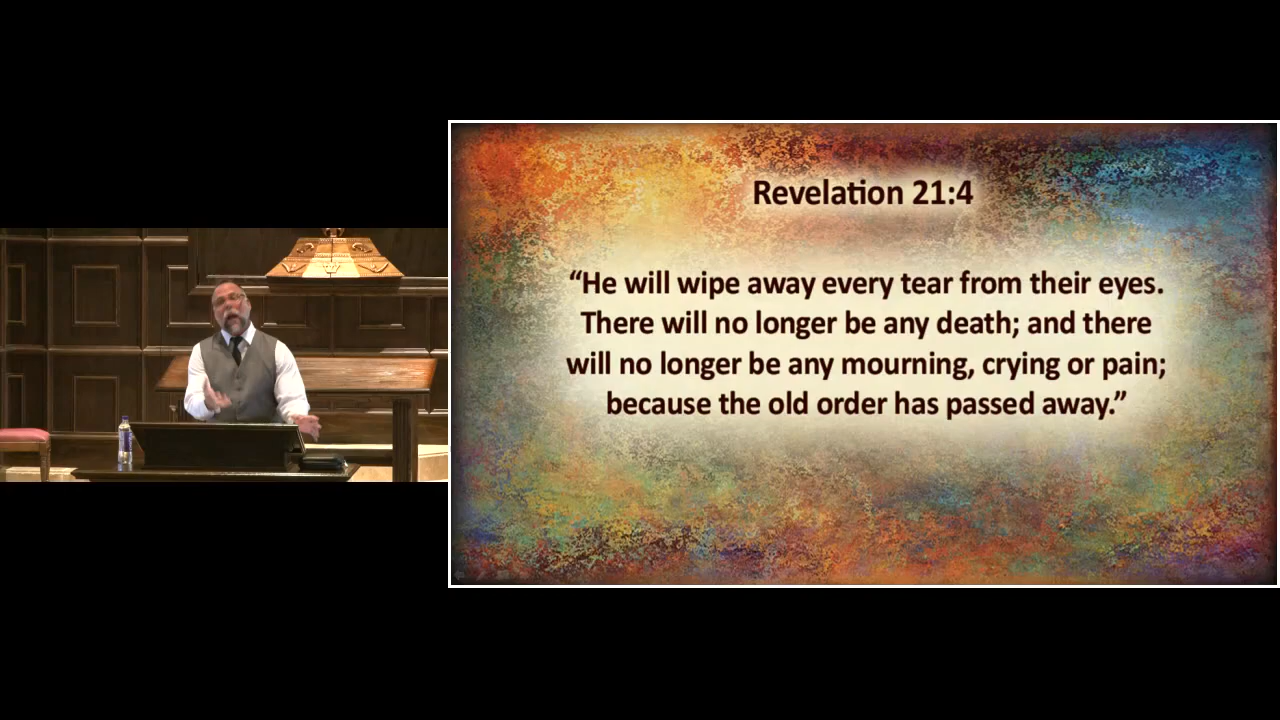 Revelation 21:4
“He will wipe away every tear from their eyes.
There will no longer be any death; and there
will no longer be any mourning, crying or pain;
because the old order has passed away.”